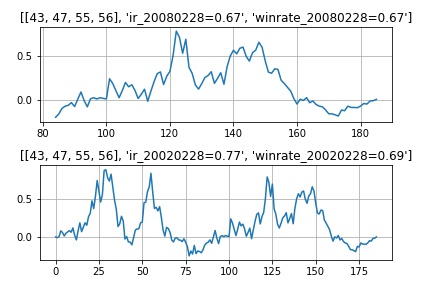 [[43, 47, 55, 56], 'ir_20080228=0.67', 'winrate_20080228=0.67']
0.5
0.0
80 100 120 140 160 180
[[43, 47, 55, 56], 'ir_20020228=0.77', 'winrate_20020228=0.69']
0.5
0.0
0 25 50 75 100 125 150 175